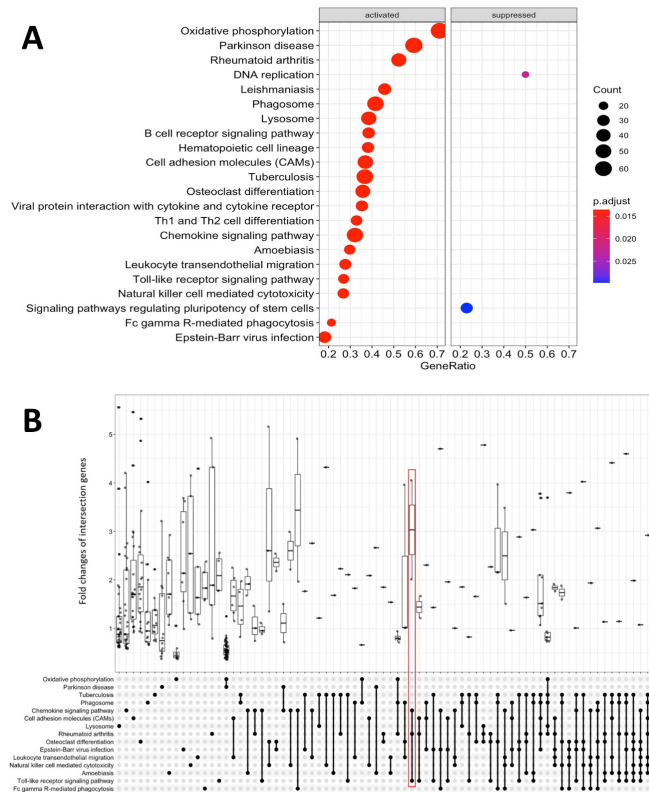 A
activated
suppressed
Oxidative phosphorylation
Parkinson disease
Rheumatoid arthritis
DNA replication
Leishmaniasis
Phagosome
Lysosome
B cell receptor signaling pathway
Hematopoietic cell lineage
Cell adhesion molecules (CAMs)
Tuberculosis
Osteoclast differentiation
Viral protein interaction with cytokine and cytokine receptor
Th1 and Th2 cell differentiation
Chemokine signaling pathway
Amoebiasis
Leukocyte transendothelial migration
Toll-like receptor signaling pathway
Natural killer cell mediated cytotoxicity
Signaling pathways regulating pluripotency of stem cells
Fc gamma R-mediated phagocytosis
Epstein-Barr virus infection
0.2 0.3 0.4 0.5 0.6 0.7 0.2 0.3 0.4 0.5 0.6 0.7
GeneRatio
Count
20
30
40
50
60
p.adjust
0.015
0.025
B
Fold changes of intersection genes
5
4
3
2
1
Oxidative phosphorylation
Parkinson disease
Tuberculosis
Phagosome
Chemokine signaling pathway
Cell adhesion molecules (CAMs)
Lysosome
Rheumatoid arthritis
Osteoclast differentiation
Epstein-Barr virus infection
Leukocyte transendothelial migration
Natural killer cell mediated cytotoxicity
Amoebiasis
Toll-like receptor signaling pathway
Fc gamma R-mediated phagocytosis